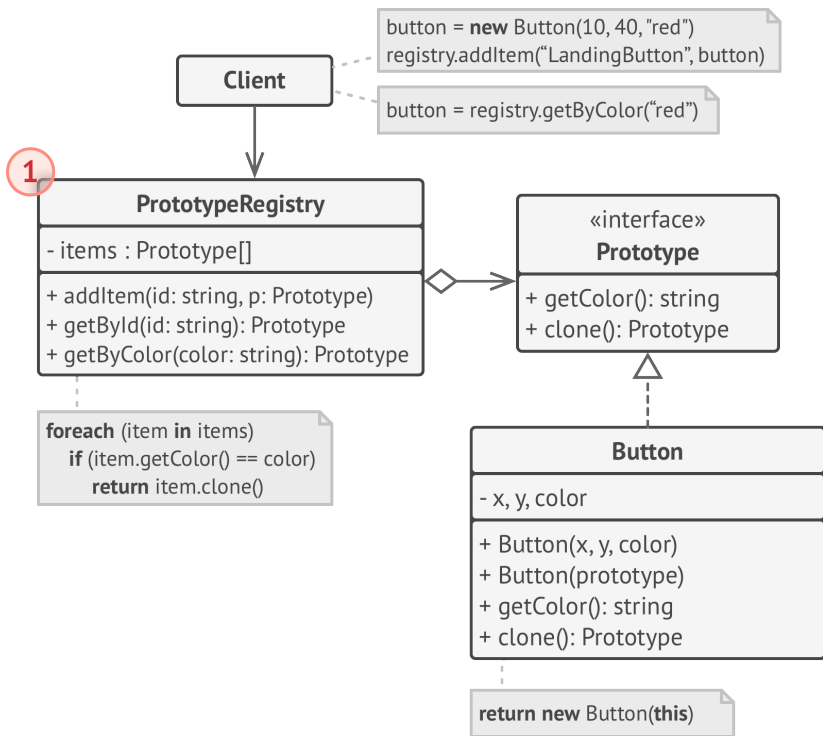 button = new Button(10, 40, "red")
registry.addItem(“LandingButton”, button)
Client
button = registry.getByColor(“red”)
1
PrototypeRegistry
- items : Prototype[]
+ addItem(id: string, p: Prototype)
+ getById(id: string): Prototype
+ getByColor(color: string): Prototype
foreach (item in items)
if (item.getColor() == color)
return item.clone()
«interface»
Prototype
+ getColor(): string
+ clone(): Prototype
Button
- x, y, color
+ Button(x, y, color)
+ Button(prototype)
+ getColor(): string
+ clone(): Prototype
return new Button(this)